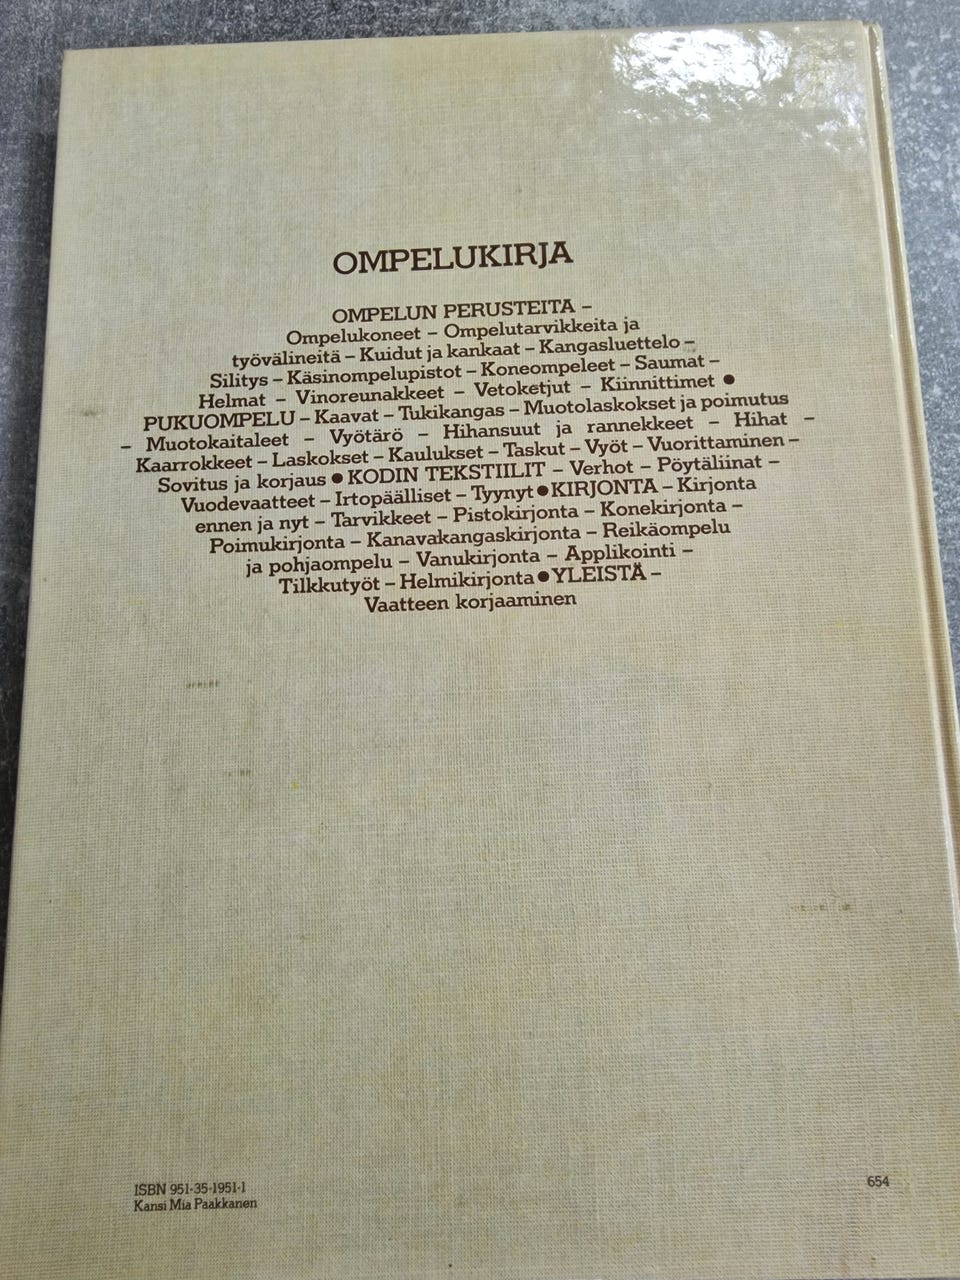 OMPELUKIRJA
OMPELUN PERUSTEITA –
Ompelukoneet – Ompelutarvikkeita ja
työvälineitä – Kuidut ja kankaat – Kangasluettelo –
Silitys – Käsinompelupistot – Koneompeleet – Saumat –
Helmat – Vinoreunakkeet – Vetoketjut – Kiinnittimet ●
PUKUOMPELU – Kaavat – Tukikangas – Muotolaskokset ja poimutus
– Muotokaitaleet – Vyötärö – Hihansuut ja rannekkeet – Hihat –
Kaarrokkeet – Laskokset – Kaulukset – Taskut – Vyöt – Vuorittaminen –
Sovitus ja korjaus ● KODIN TEKSTIILIT – Verhot – Pöytäliinat –
Vuodevaatteet – Irtopäälliset – Tyynyt ● KIRJONTA – Kirjonta
ennen ja nyt – Tarvikkeet – Pistokirjonta – Konekirjonta –
Poimukirjonta – Kanavakangaskirjonta – Reikäompelu
ja pohjaompelu – Vanukirjonta – Applikointi –
Tilkkutyöt – Helmikirjonta ● YLEISTÄ –
Vaatteen korjaaminen
ISBN 951-35-1951-1
Kansi Mia Paakkanen
654